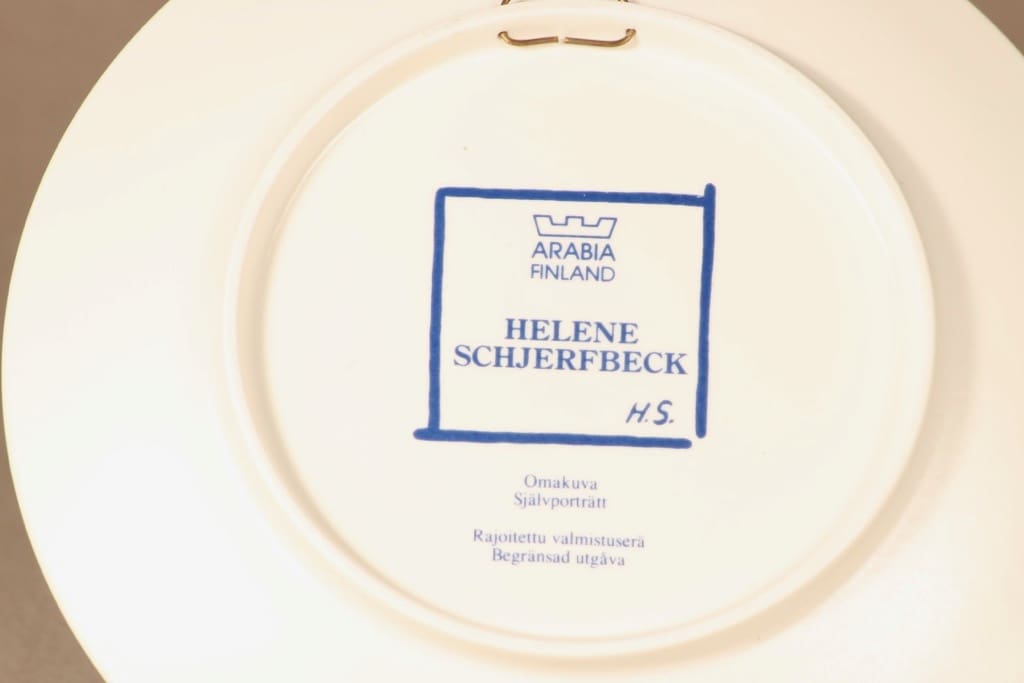 ARABIA
FINLAND
HELENE
SCHJERFBECK
H.S.
Omakuva
Självporträtt
Rajoitettu valmistuserä
Begränsad utgåva